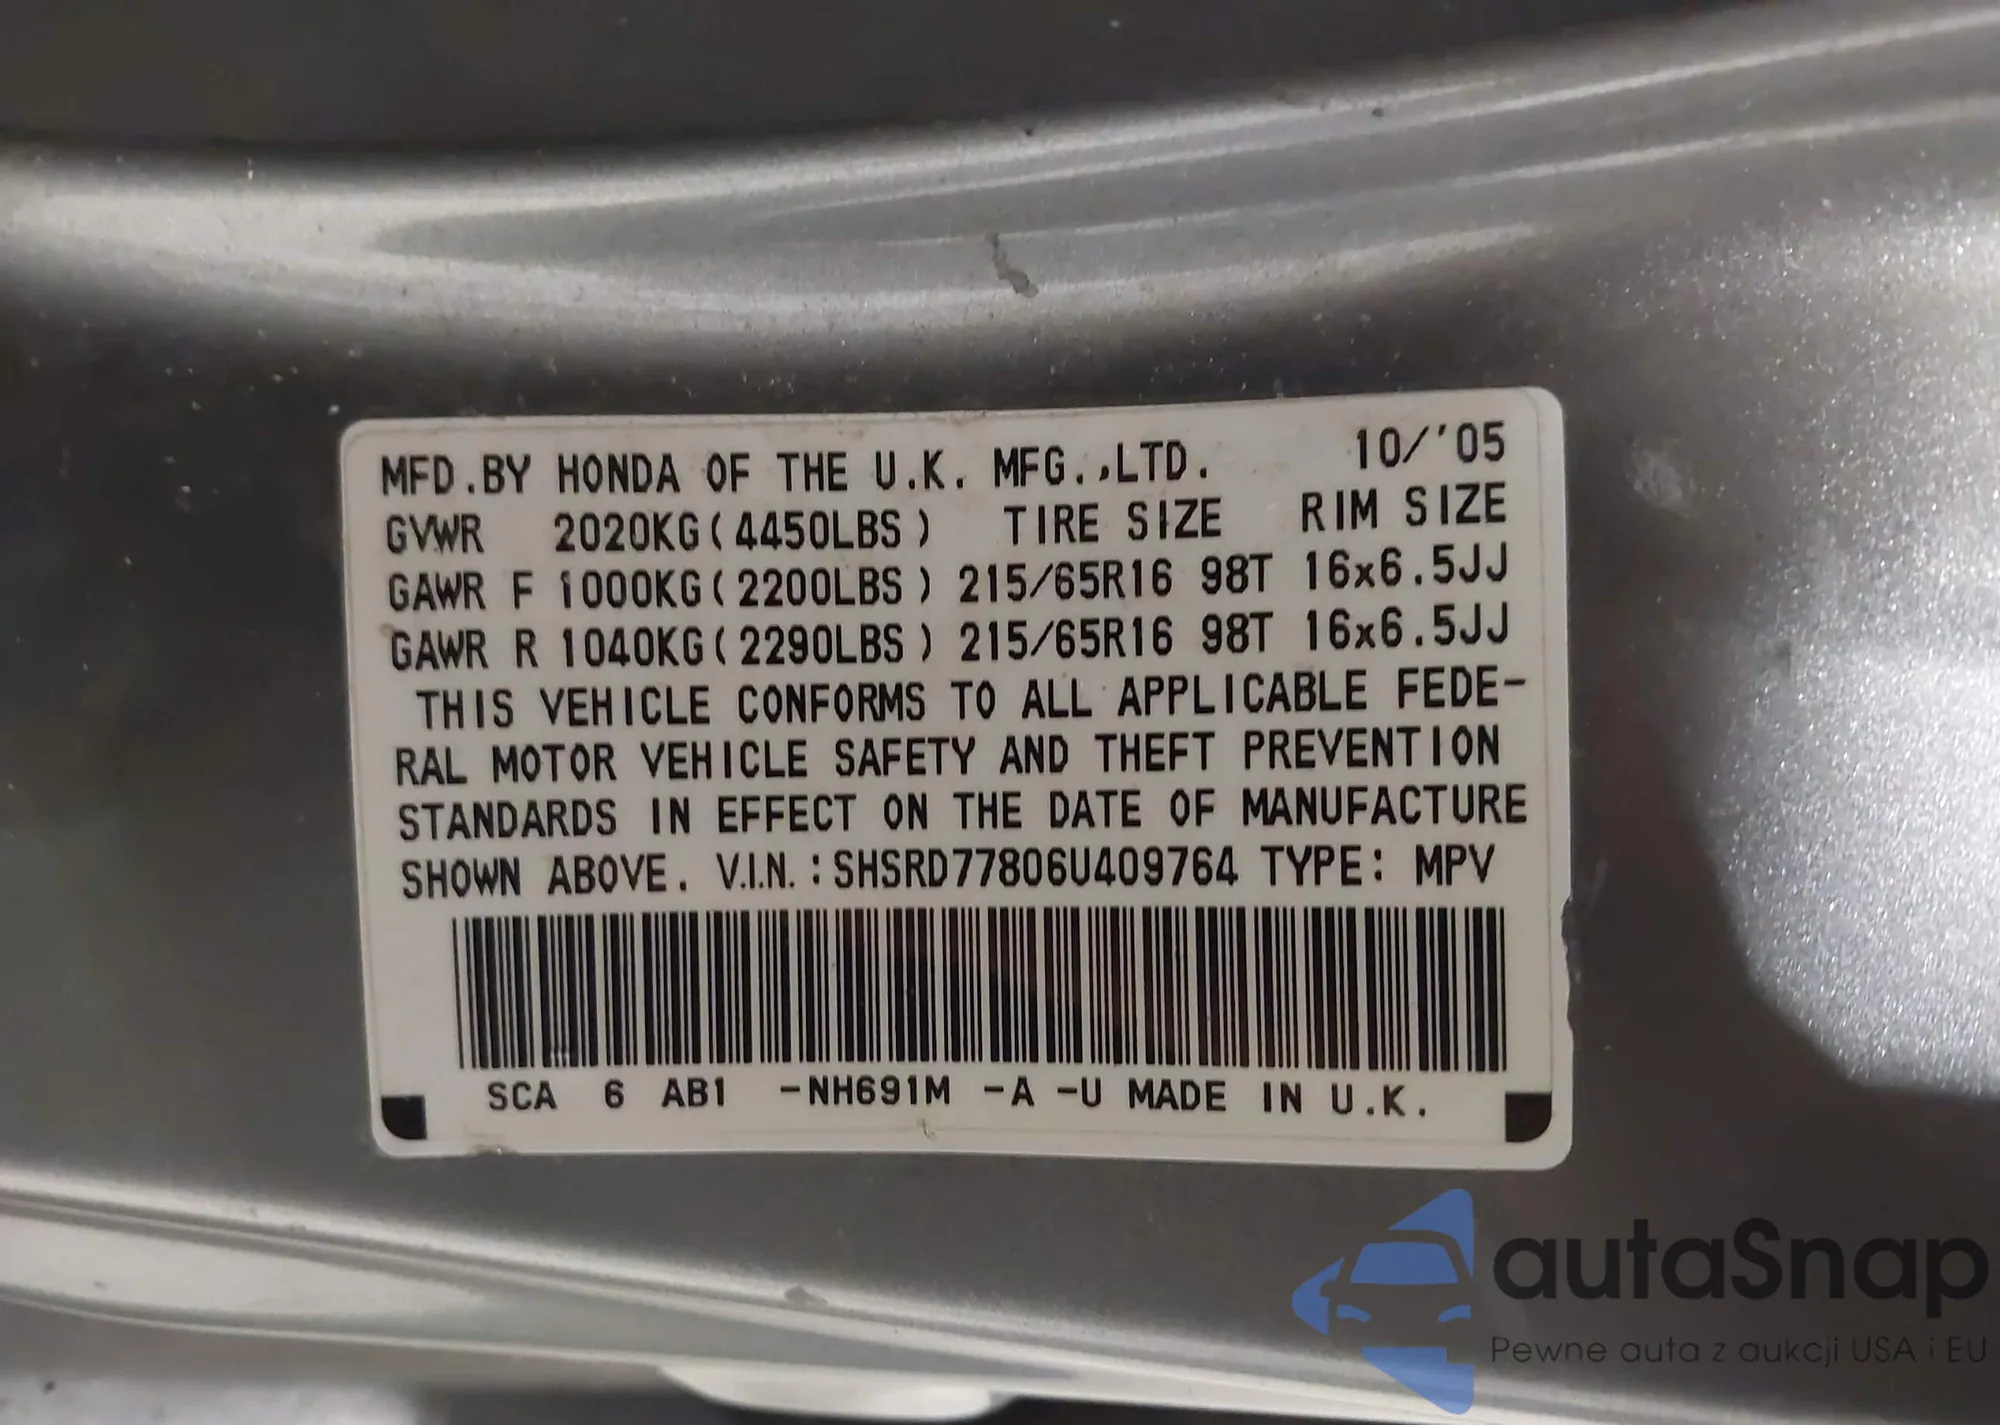 MFD.BY HONDA OF THE U.K. MFG.,LTD. 10/'05
GVWR 2020KG(4450LBS) TIRE SIZE RIM SIZE
GAWR F 1000KG(2200LBS) 215/65R16 98T 16x6.5JJ
GAWR R 1040KG(2290LBS) 215/65R16 98T 16x6.5JJ
THIS VEHICLE CONFORMS TO ALL APPLICABLE FEDE-
RAL MOTOR VEHICLE SAFETY AND THEFT PREVENTION
STANDARDS IN EFFECT ON THE DATE OF MANUFACTURE
SHOWN ABOVE. V.I.N.:SHSRD77806U409764 TYPE: MPV
SCA 6 AB1 -NH691M -A -U MADE IN U.K.
autaSnap
Pewne auta z aukcji USA i EU